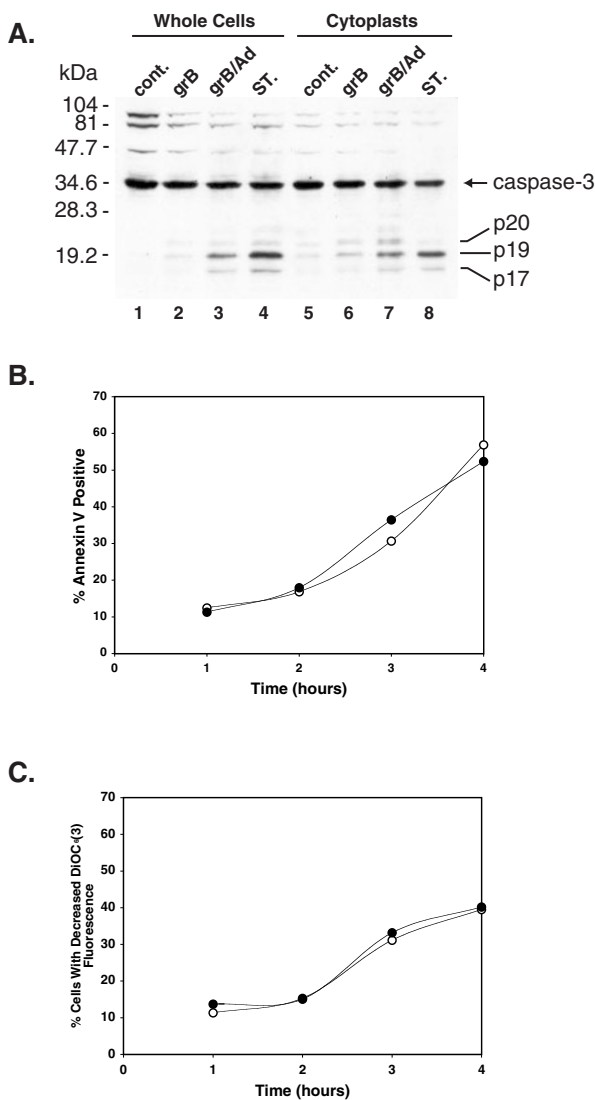 A.
Whole Cells Cytoplasts
kDa cont. grB grB/Ad ST. cont. grB grB/Ad ST.
104 -
81 -
47.7 -
34.6 - caspase-3
28.3 -
p20
19.2 - p19
p17
1 2 3 4 5 6 7 8
B.
70
60
50
40
30
20
10
0
% Annexin V Positive
0 1 2 3 4
Time (hours)
C.
70
60
50
40
30
20
10
0
% Cells With Decreased DiOC₆(3)
Fluorescence
0 1 2 3 4
Time (hours)